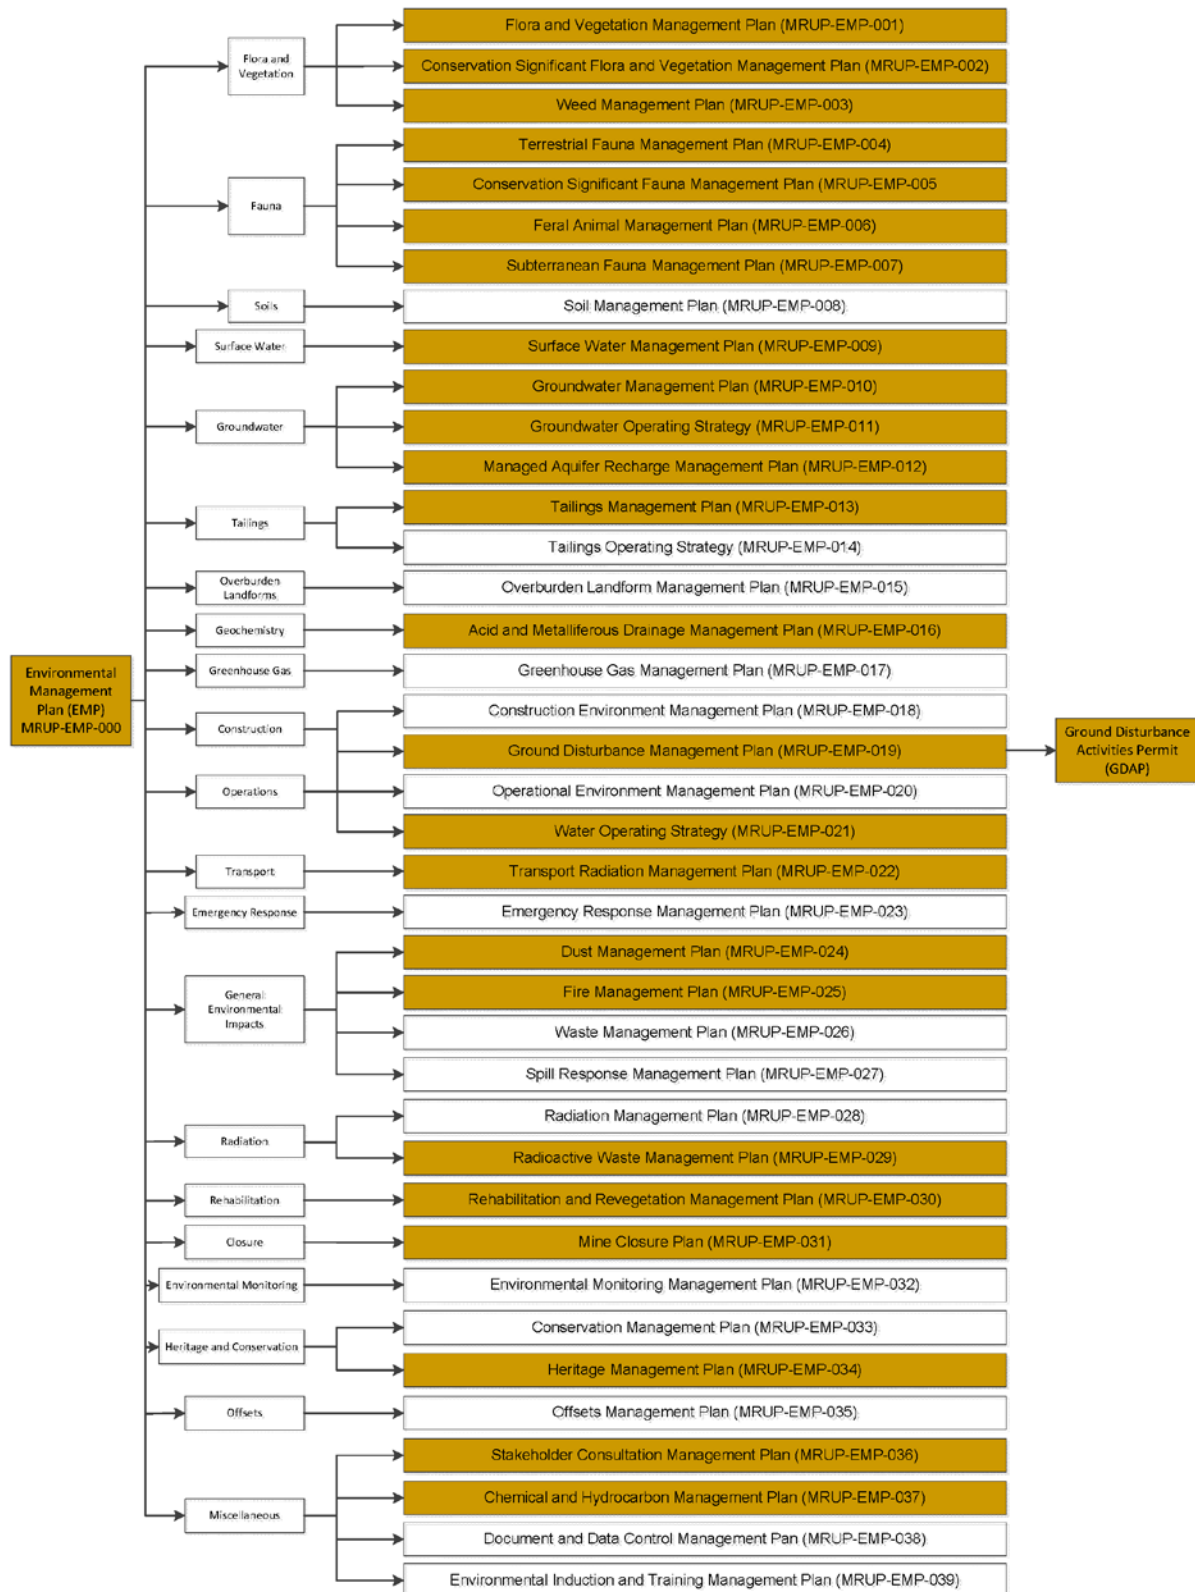 Flora and
Vegetation
Flora and Vegetation Management Plan (MRUP-EMP-001)
Conservation Significant Flora and Vegetation Management Plan (MRUP-EMP-002)
Weed Management Plan (MRUP-EMP-003)
Fauna
Terrestrial Fauna Management Plan (MRUP-EMP-004)
Conservation Significant Fauna Management Plan (MRUP-EMP-005
Feral Animal Management Plan (MRUP-EMP-006)
Subterranean Fauna Management Plan (MRUP-EMP-007)
Soils
Soil Management Plan (MRUP-EMP-008)
Surface Water
Surface Water Management Plan (MRUP-EMP-009)
Groundwater
Groundwater Management Plan (MRUP-EMP-010)
Groundwater Operating Strategy (MRUP-EMP-011)
Managed Aquifer Recharge Management Plan (MRUP-EMP-012)
Tailings
Tailings Management Plan (MRUP-EMP-013)
Tailings Operating Strategy (MRUP-EMP-014)
Overburden
Landforms
Overburden Landform Management Plan (MRUP-EMP-015)
Geochemistry
Acid and Metalliferous Drainage Management Plan (MRUP-EMP-016)
Greenhouse Gas
Greenhouse Gas Management Plan (MRUP-EMP-017)
Environmental
Management
Plan (EMP)
MRUP-EMP-000
Construction
Construction Environment Management Plan (MRUP-EMP-018)
Ground Disturbance Management Plan (MRUP-EMP-019)
Ground Disturbance
Activities Permit
(GDAP)
Operations
Operational Environment Management Plan (MRUP-EMP-020)
Water Operating Strategy (MRUP-EMP-021)
Transport
Transport Radiation Management Plan (MRUP-EMP-022)
Emergency Response
Emergency Response Management Plan (MRUP-EMP-023)
General
Environmental
Impacts
Dust Management Plan (MRUP-EMP-024)
Fire Management Plan (MRUP-EMP-025)
Waste Management Plan (MRUP-EMP-026)
Spill Response Management Plan (MRUP-EMP-027)
Radiation
Radiation Management Plan (MRUP-EMP-028)
Radioactive Waste Management Plan (MRUP-EMP-029)
Rehabilitation
Rehabilitation and Revegetation Management Plan (MRUP-EMP-030)
Closure
Mine Closure Plan (MRUP-EMP-031)
Environmental Monitoring
Environmental Monitoring Management Plan (MRUP-EMP-032)
Heritage and Conservation
Conservation Management Plan (MRUP-EMP-033)
Heritage Management Plan (MRUP-EMP-034)
Offsets
Offsets Management Plan (MRUP-EMP-035)
Miscellaneous
Stakeholder Consultation Management Plan (MRUP-EMP-036)
Chemical and Hydrocarbon Management Plan (MRUP-EMP-037)
Document and Data Control Management Pan (MRUP-EMP-038)
Environmental Induction and Training Management Plan (MRUP-EMP-039)